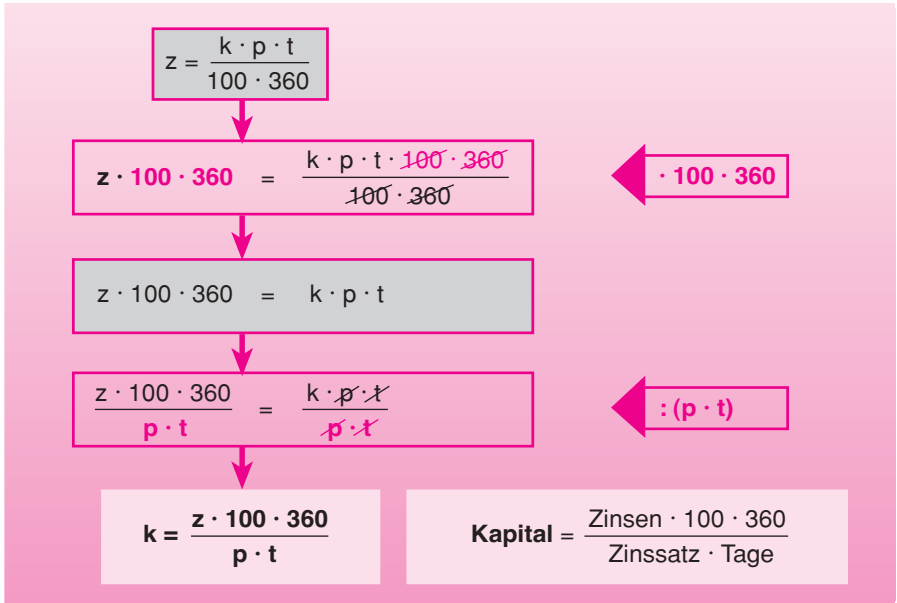 z = k · p · t / 100 · 360
z · 100 · 360 = k · p · t · 100 · 360 / 100 · 360
· 100 · 360
z · 100 · 360 = k · p · t
z · 100 · 360 / p · t = k · p · t / p · t
: (p · t)
k = z · 100 · 360 / p · t
Kapital = Zinsen · 100 · 360 / Zinssatz · Tage